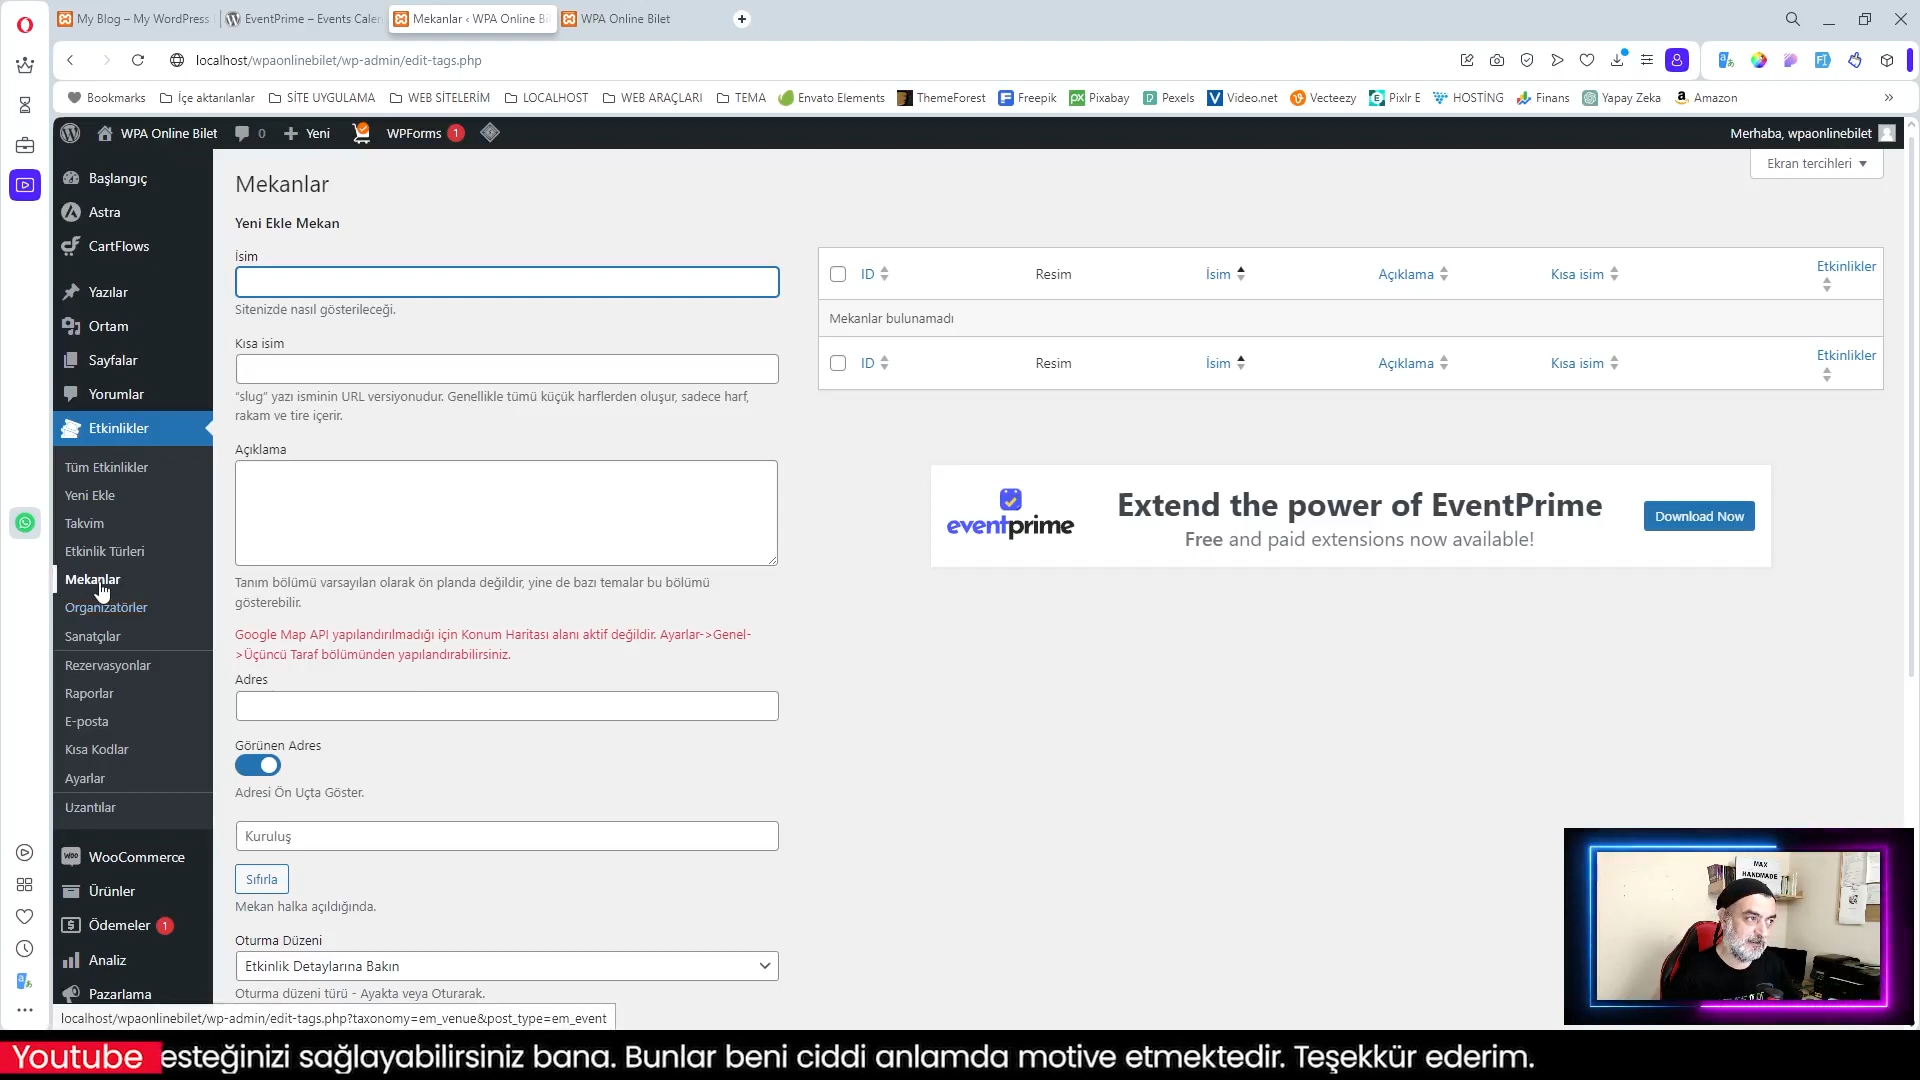 My Blog – My WordPress
EventPrime – Events Calen
Mekanlar ‹ WPA Online Bi
WPA Online Bilet
localhost/wpaonlinebilet/wp-admin/edit-tags.php
Bookmarks
İçe aktarılanlar
SİTE UYGULAMA
WEB SİTELERİM
LOCALHOST
WEB ARAÇLARI
TEMA
Envato Elements
ThemeForest
Freepik
Pixabay
Pexels
Video.net
Vecteezy
Pixlr E
HOSTİNG
Finans
Yapay Zeka
Amazon
WPA Online Bilet
0
Yeni
WPForms 1
Merhaba, wpaonlinebilet
Ekran tercihleri
Başlangıç
Astra
CartFlows
Yazılar
Ortam
Sayfalar
Yorumlar
Etkinlikler
Tüm Etkinlikler
Yeni Ekle
Takvim
Etkinlik Türleri
Mekanlar
Organizatörler
Sanatçılar
Rezervasyonlar
Raporlar
E-posta
Kısa Kodlar
Ayarlar
Uzantılar
WooCommerce
Ürünler
Ödemeler 1
Analiz
Pazarlama
Mekanlar
Yeni Ekle Mekan
İsim
Sitenizde nasıl gösterileceği.
Kısa isim
“slug” yazı isminin URL versiyonudur. Genellikle tümü küçük harflerden oluşur, sadece harf,
rakam ve tire içerir.
Açıklama
Tanım bölümü varsayılan olarak ön planda değildir, yine de bazı temalar bu bölümü
gösterebilir.
Google Map API yapılandırılmadığı için Konum Haritası alanı aktif değildir. Ayarlar->Genel-
>Üçüncü Taraf bölümünden yapılandırabilirsiniz.
Adres
Görünen Adres
Adresi Ön Uçta Göster.
Kuruluş
Sıfırla
Mekan halka açıldığında.
Oturma Düzeni
Etkinlik Detaylarına Bakın
Oturma düzeni türü - Ayakta veya Oturarak.
ID
Resim
İsim
Açıklama
Kısa isim
Etkinlikler
Mekanlar bulunamadı
ID
Resim
İsim
Açıklama
Kısa isim
Etkinlikler
eventprime
Extend the power of EventPrime
Free and paid extensions now available!
Download Now
MAX
HANDMADE
localhost/wpaonlinebilet/wp-admin/edit-tags.php?taxonomy=em_venue&post_type=em_event
Youtube
esteğinizi sağlayabilirsiniz bana. Bunlar beni ciddi anlamda motive etmektedir. Teşekkür ederim.